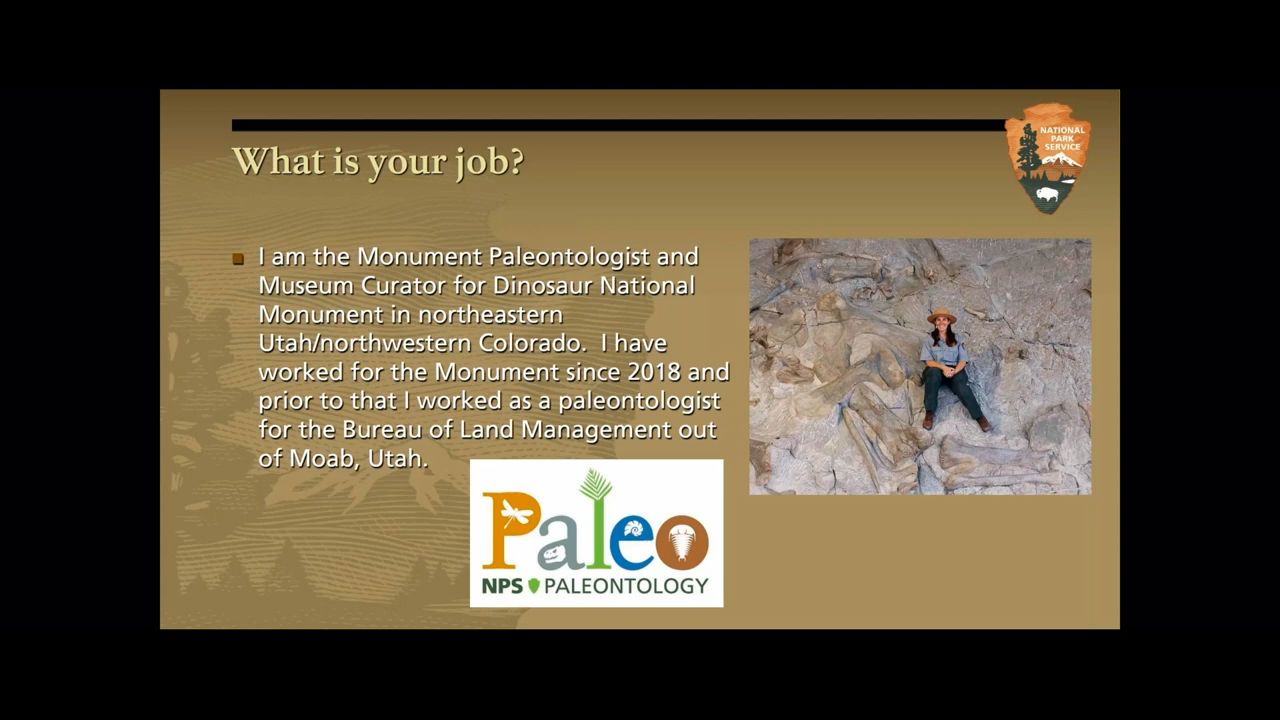 NATIONAL
PARK
SERVICE
What is your job?
I am the Monument Paleontologist and
Museum Curator for Dinosaur National
Monument in northeastern
Utah/northwestern Colorado.  I have
worked for the Monument since 2018 and
prior to that I worked as a paleontologist
for the Bureau of Land Management out
of Moab, Utah.
Paleo
NPS PALEONTOLOGY